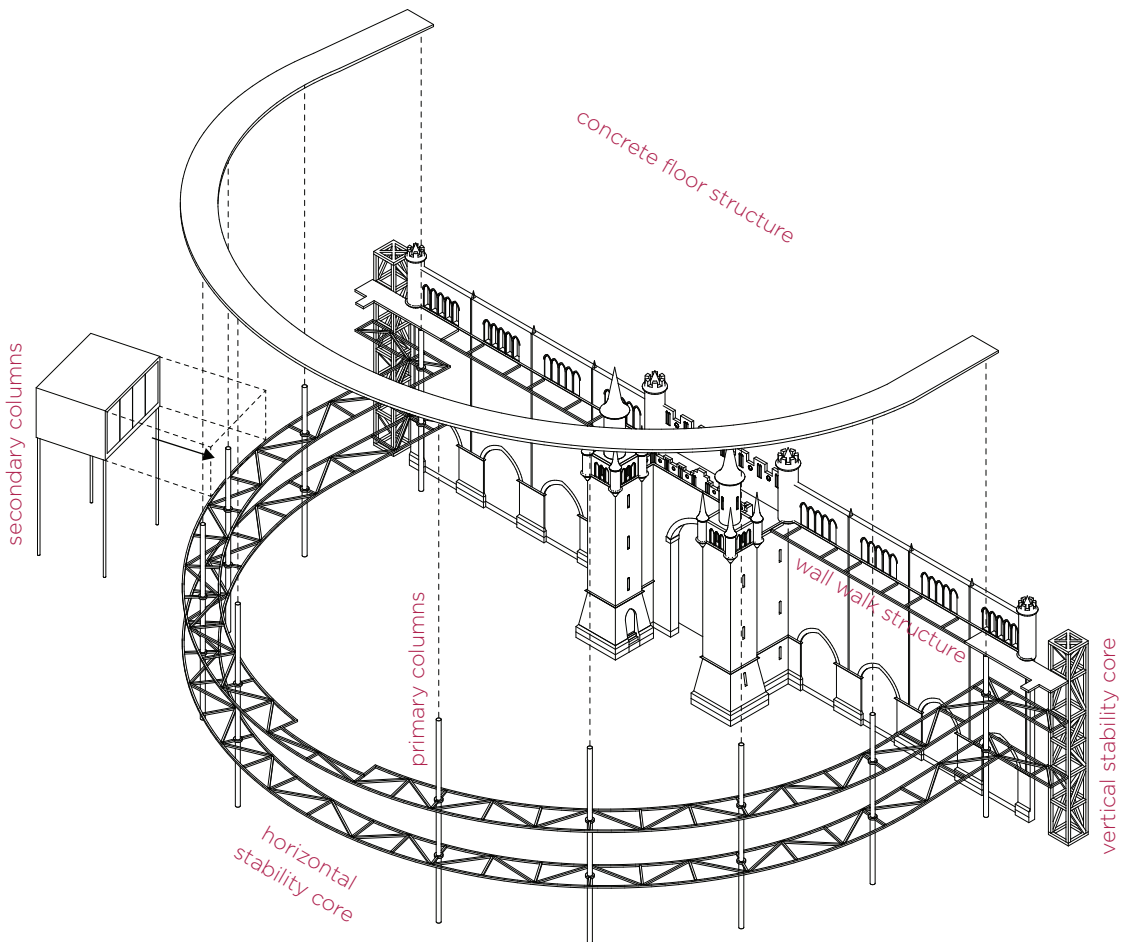 concrete floor structure
secondary columns
wall walk structure
primary columns
vertical stability core
horizontal
stability core